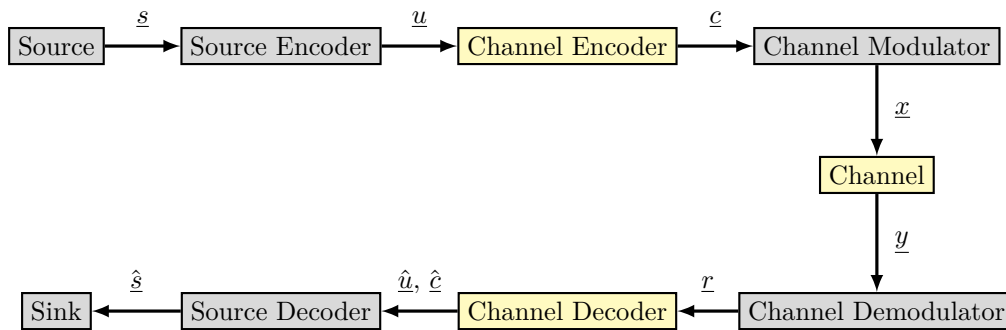 s u c
Source Source Encoder Channel Encoder Channel Modulator
x
Channel
y
ŝ û, ĉ r
Sink Source Decoder Channel Decoder Channel Demodulator